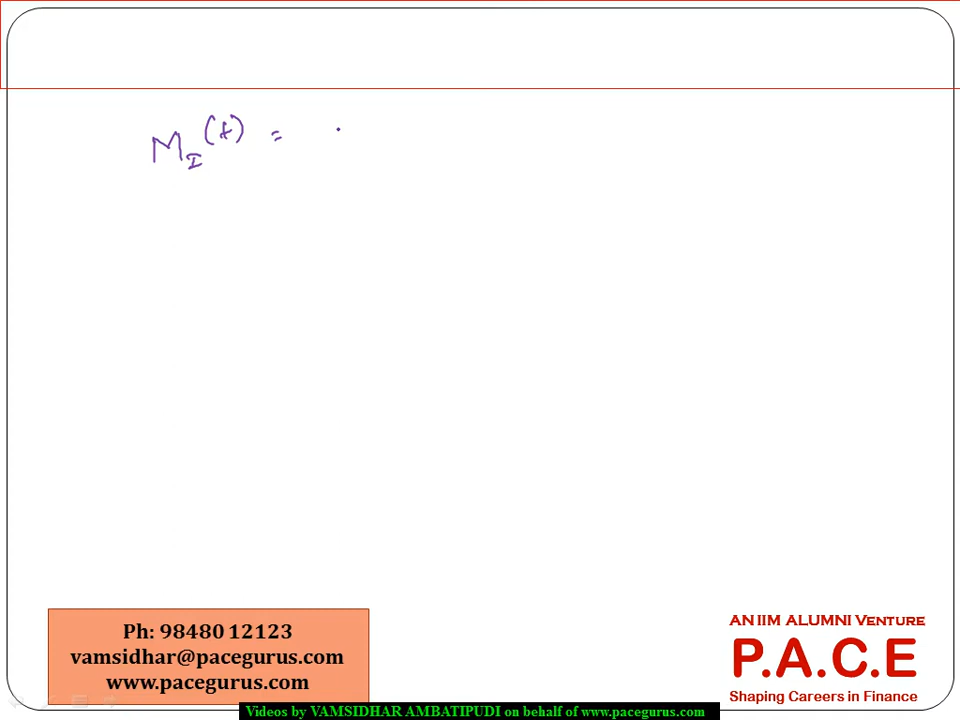 M_I(t) =
Ph: 98480 12123
vamsidhar@pacegurus.com
www.pacegurus.com
AN IIM ALUMNI VENTURE
P.A.C.E
Shaping Careers in Finance
Videos by VAMSIDHAR AMBATIPUDI on behalf of www.pacegurus.com